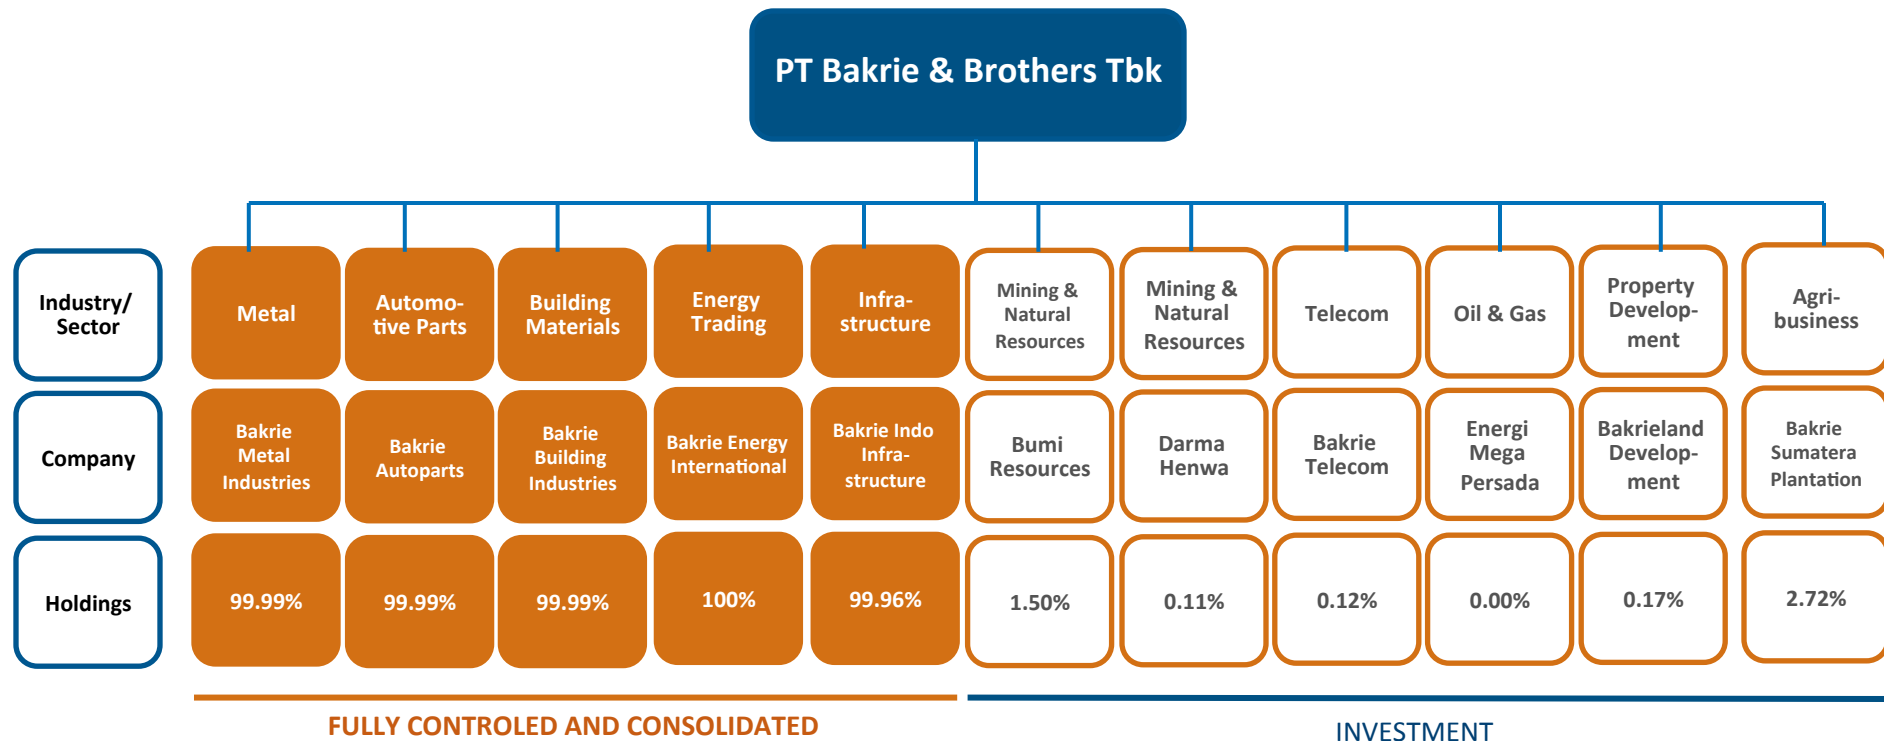 PT Bakrie & Brothers Tbk
Industry/
Sector
Metal
Automo-
tive Parts
Building
Materials
Energy
Trading
Infra-
structure
Mining &
Natural
Resources
Mining &
Natural
Resources
Telecom
Oil & Gas
Property
Develop-
ment
Agri-
business
Company
Bakrie
Metal
Industries
Bakrie
Autoparts
Bakrie
Building
Industries
Bakrie Energy
International
Bakrie Indo
Infra-
structure
Bumi
Resources
Darma
Henwa
Bakrie
Telecom
Energi
Mega
Persada
Bakrieland
Develop-
ment
Bakrie
Sumatera
Plantation
Holdings
99.99%
99.99%
99.99%
100%
99.96%
1.50%
0.11%
0.12%
0.00%
0.17%
2.72%
FULLY CONTROLED AND CONSOLIDATED
INVESTMENT